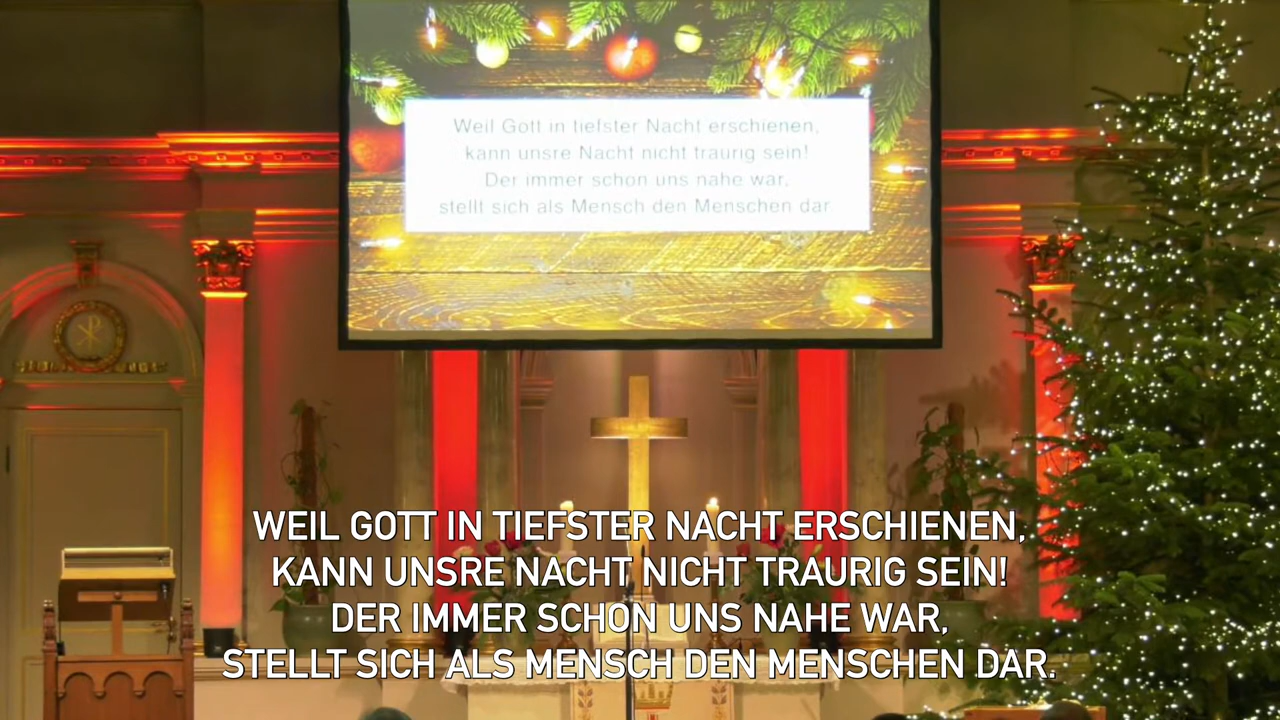 Weil Gott in tiefster Nacht erschienen,
kann unsre Nacht nicht traurig sein!
Der immer schon uns nahe war,
stellt sich als Mensch den Menschen dar
WEIL GOTT IN TIEFSTER NACHT ERSCHIENEN,
KANN UNSRE NACHT NICHT TRAURIG SEIN!
DER IMMER SCHON UNS NAHE WAR,
STELLT SICH ALS MENSCH DEN MENSCHEN DAR.